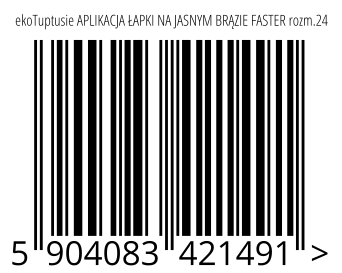 ekoTuptusie APLIKACJA ŁAPKI NA JASNYM BRĄZIE FASTER rozm.24
5 904083 421491 >